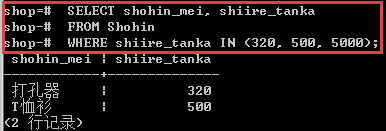 shop=#  SELECT shohin_mei, shiire_tanka
shop-#  FROM Shohin
shop-#  WHERE shiire_tanka IN (320, 500, 5000);
shohin_mei | shiire_tanka
-----------+-------------
打孔器 | 320
T恤衫 | 500
(2 行记录)